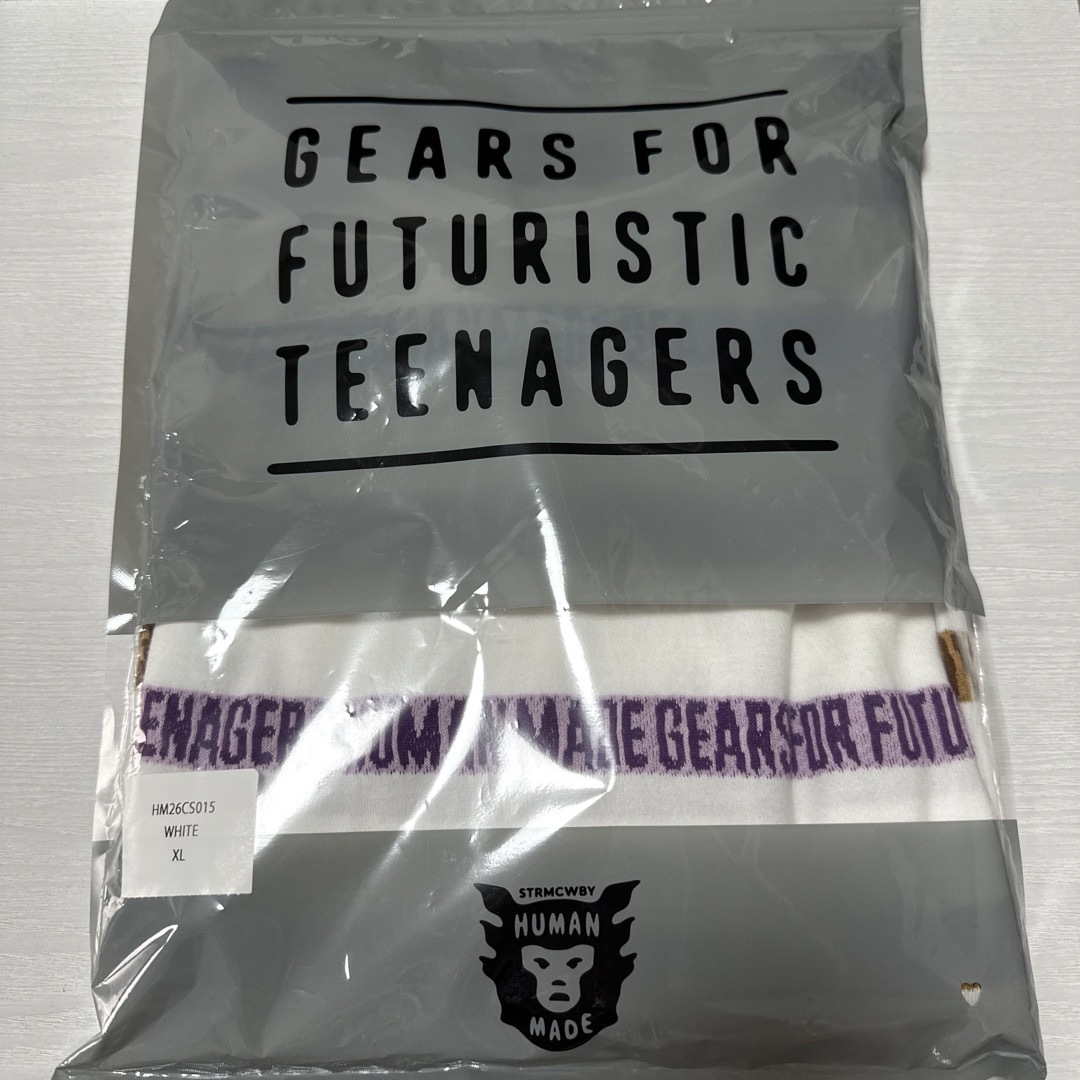 GEARS FOR
FUTURISTIC
TEENAGERS
ENAGERS HUMAN MADE GEARS FOR FUTU
HM26CS015
WHITE
XL
STRMCWBY
HUMAN
MADE